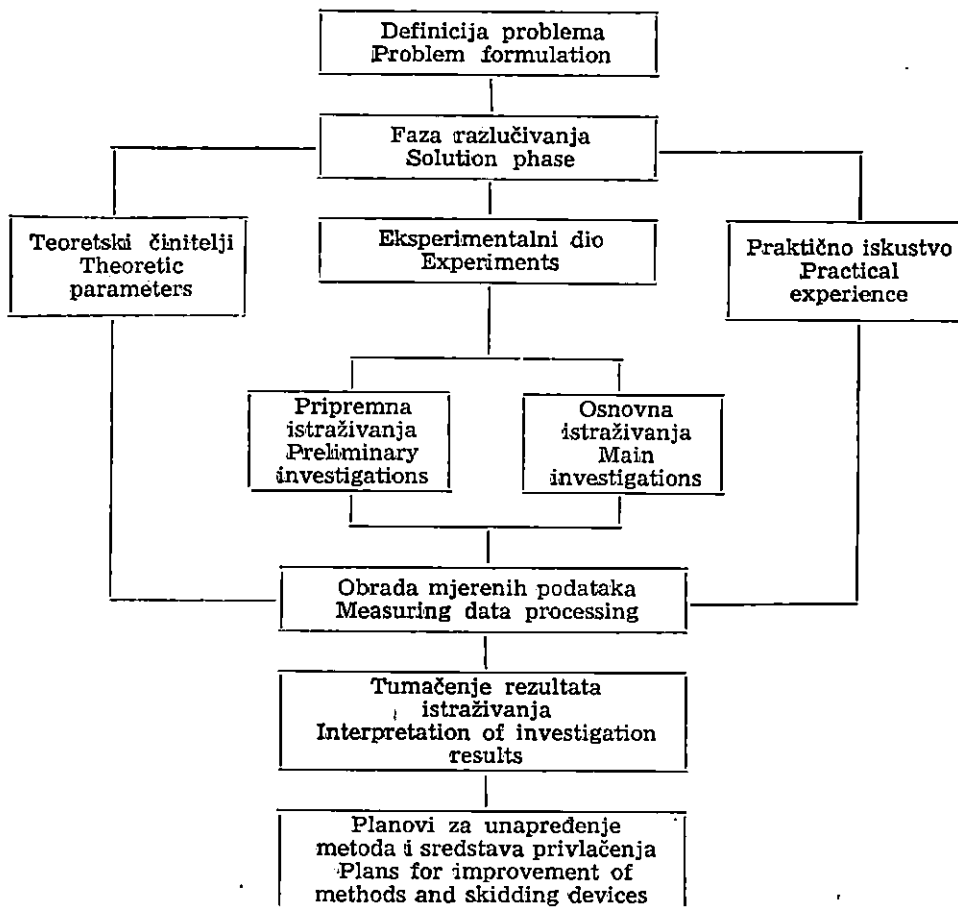 Definicija problema
Problem formulation
Faza razlučivanja
Solution phase
Teoretski činitelji
Theoretic
parameters
Eksperimentalni dio
Experiments
Praktično iskustvo
Practical
experience
Pripremna
istraživanja
Preliminary
investigations
Osnovna
istraživanja
Main
investigations
Obrada mjerenih podataka
Measuring data processing
Tumačenje rezultata
istraživanja
Interpretation of investigation
results
Planovi za unapređenje
metoda i sredstava privlačenja
Plans for improvement of
methods and skidding devices